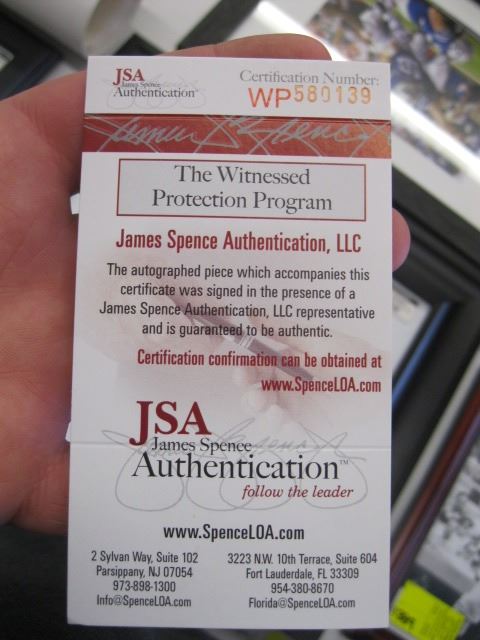 JSA
James Spence
Authentication™
Certification Number:
WP580139
James Spence
The Witnessed
Protection Program
James Spence Authentication, LLC
The autographed piece which accompanies this
certificate was signed in the presence of a
James Spence Authentication, LLC representative
and is guaranteed to be authentic.
Certification confirmation can be obtained at
www.SpenceLOA.com
JSA
James Spence
Authentication™
follow the leader
www.SpenceLOA.com
2 Sylvan Way, Suite 102
Parsippany, NJ 07054
973-898-1300
Info@SpenceLOA.com
3223 N.W. 10th Terrace, Suite 604
Fort Lauderdale, FL 33309
954-380-8670
Florida@SpenceLOA.com